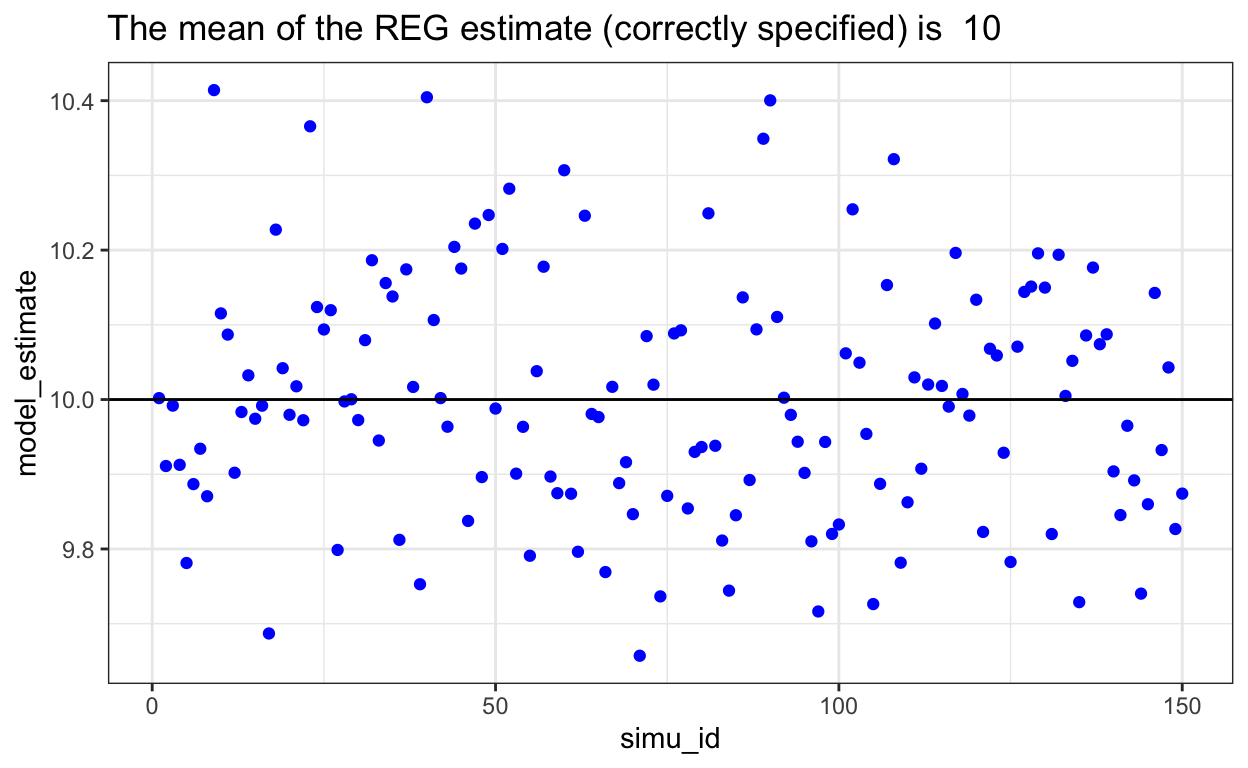 The mean of the REG estimate (correctly specified) is  10
model_estimate
10.4
10.2
10.0
9.8
0
50
100
150
simu_id